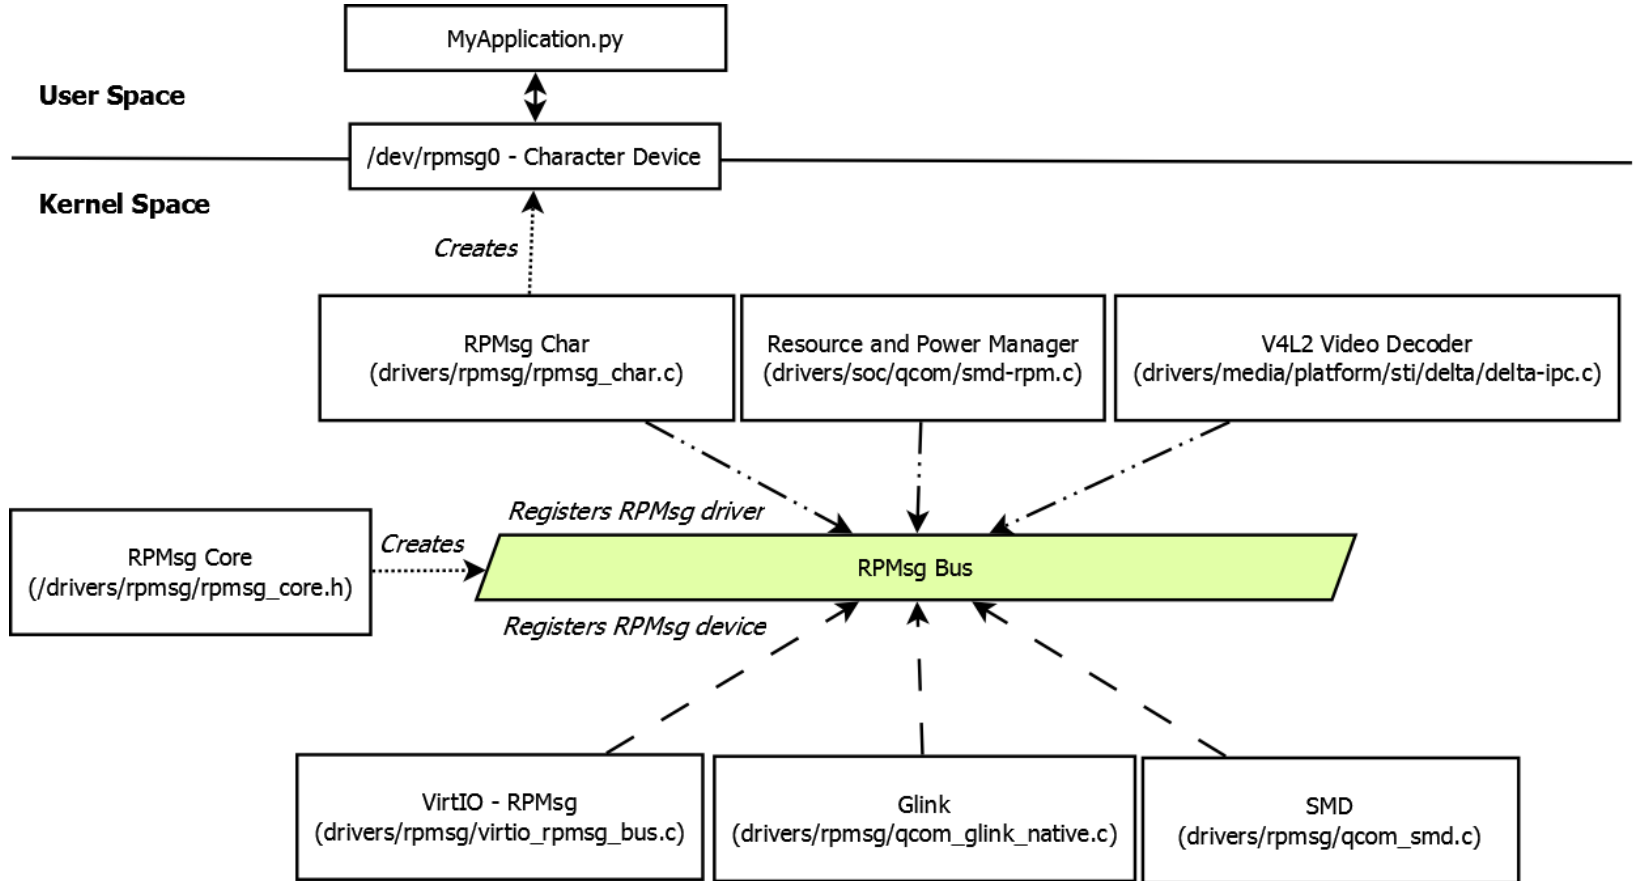 MyApplication.py
User Space
/dev/rpmsg0 - Character Device
Kernel Space
Creates
RPMsg Char
(drivers/rpmsg/rpmsg_char.c)
Resource and Power Manager
(drivers/soc/qcom/smd-rpm.c)
V4L2 Video Decoder
(drivers/media/platform/sti/delta/delta-ipc.c)
Registers RPMsg driver
RPMsg Core
(/drivers/rpmsg/rpmsg_core.h)
Creates
RPMsg Bus
Registers RPMsg device
VirtIO - RPMsg
(drivers/rpmsg/virtio_rpmsg_bus.c)
Glink
(drivers/rpmsg/qcom_glink_native.c)
SMD
(drivers/rpmsg/qcom_smd.c)